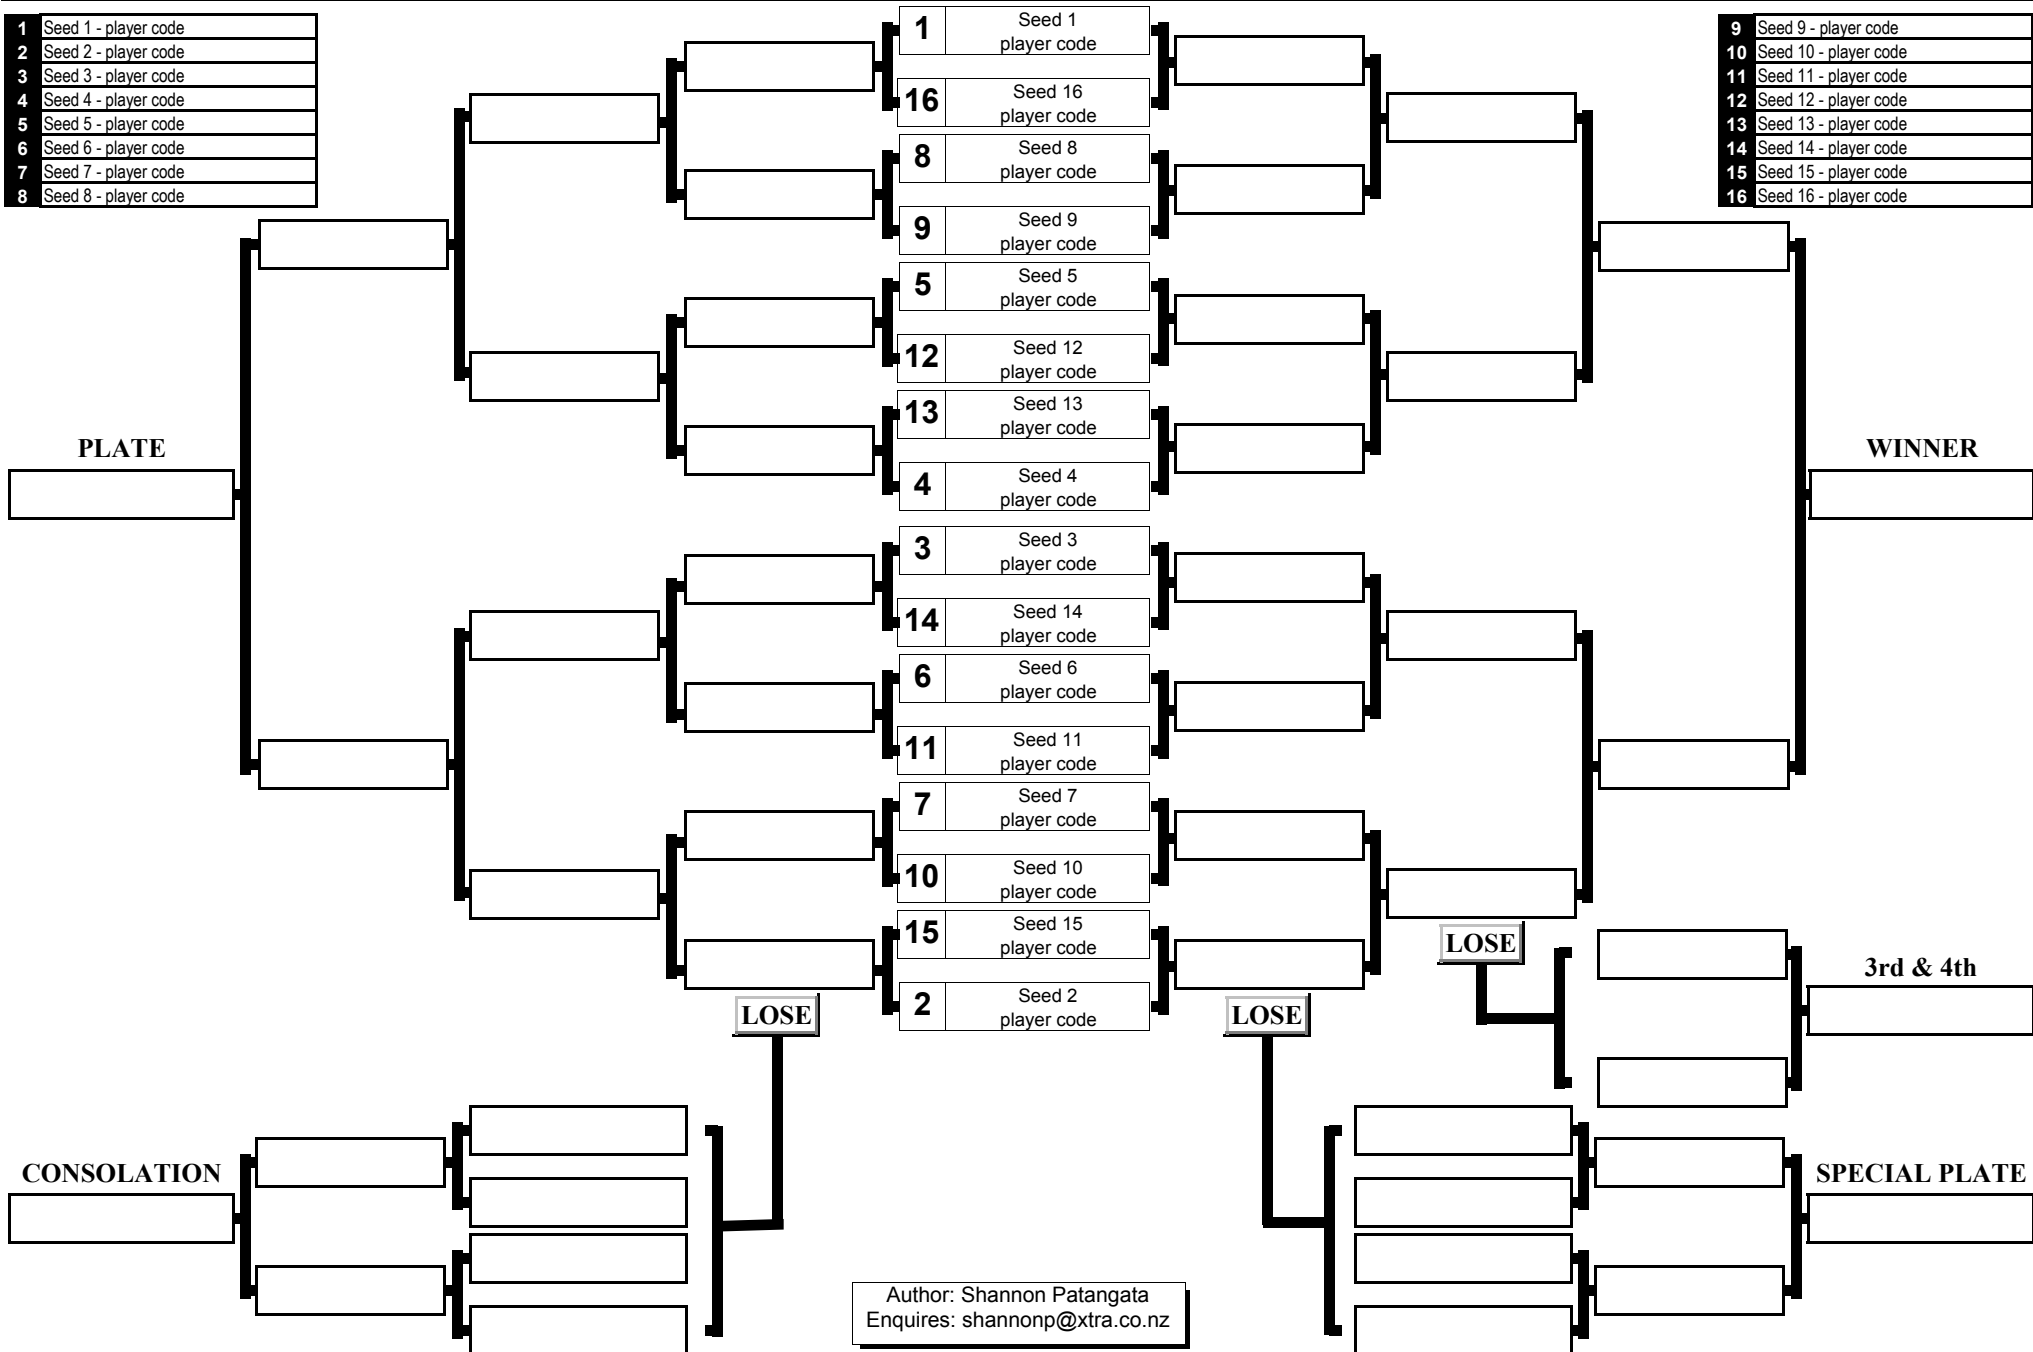 1 Seed 1 - player code
2 Seed 2 - player code
3 Seed 3 - player code
4 Seed 4 - player code
5 Seed 5 - player code
6 Seed 6 - player code
7 Seed 7 - player code
8 Seed 8 - player code
9 Seed 9 - player code
10 Seed 10 - player code
11 Seed 11 - player code
12 Seed 12 - player code
13 Seed 13 - player code
14 Seed 14 - player code
15 Seed 15 - player code
16 Seed 16 - player code
1 Seed 1
player code
16 Seed 16
player code
8 Seed 8
player code
9 Seed 9
player code
5 Seed 5
player code
12 Seed 12
player code
13 Seed 13
player code
4 Seed 4
player code
3 Seed 3
player code
14 Seed 14
player code
6 Seed 6
player code
11 Seed 11
player code
7 Seed 7
player code
10 Seed 10
player code
15 Seed 15
player code
2 Seed 2
player code
PLATE
WINNER
LOSE
3rd & 4th
LOSE
LOSE
CONSOLATION
SPECIAL PLATE
Author: Shannon Patangata
Enquires: shannonp@xtra.co.nz